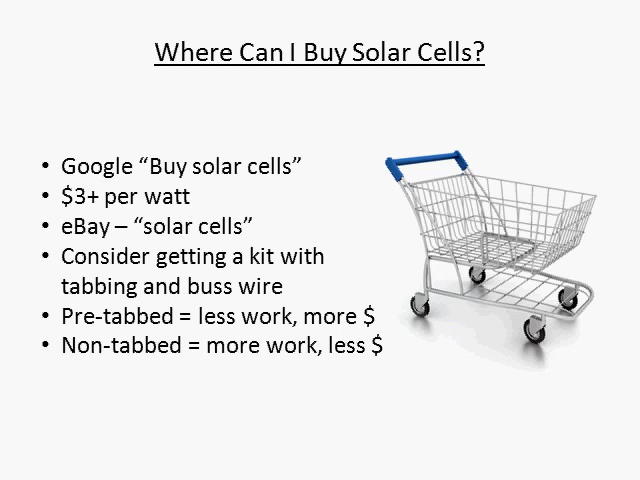 Where Can I Buy Solar Cells?
• Google “Buy solar cells”
• $3+ per watt
• eBay – “solar cells”
• Consider getting a kit with
tabbing and buss wire
• Pre-tabbed = less work, more $
• Non-tabbed = more work, less $